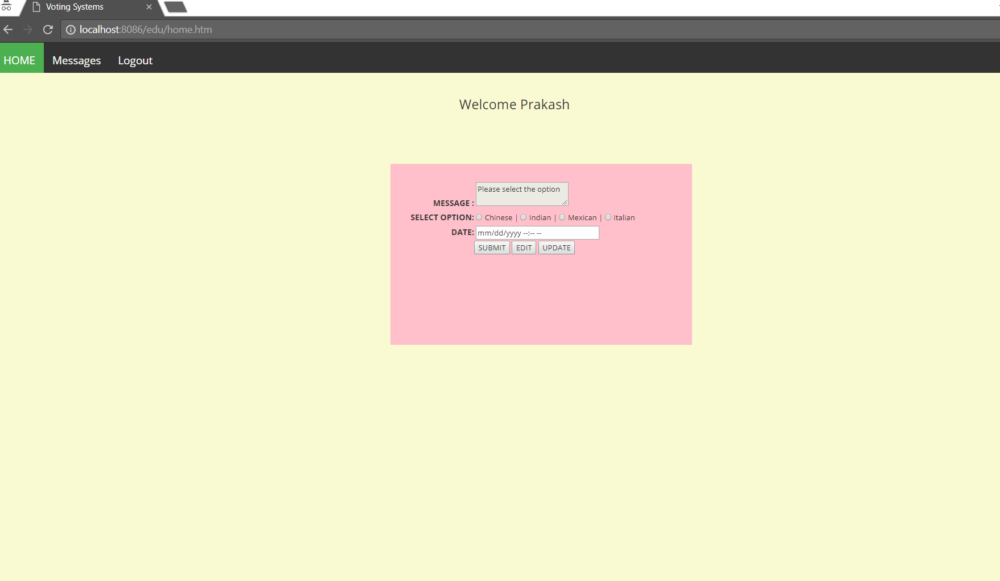 Voting Systems
localhost:8086/edu/home.htm
HOME Messages Logout
Welcome Prakash
Please select the option
MESSAGE :
SELECT OPTION: Chinese | Indian | Mexican | Italian
DATE: mm/dd/yyyy --:-- --
SUBMIT EDIT UPDATE